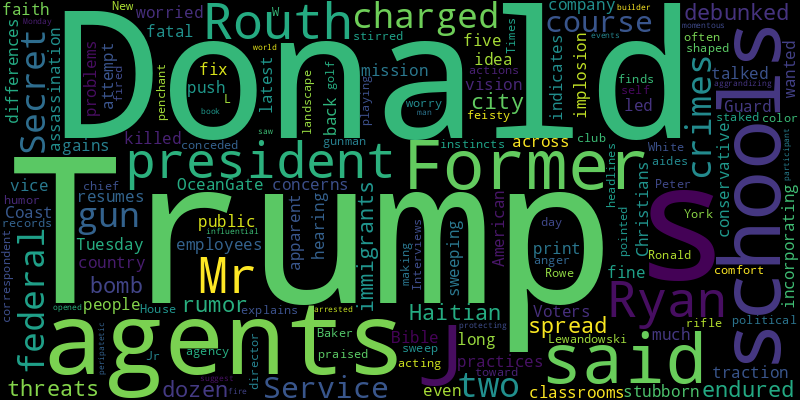 faith
New
worried
Routh
charged
company
builder
W
momentous
debunked
Monday
fatal
Donald
five
course
Times
often
shaped
differences
Secret
assassination
problems
attempt
fired
penchant
fix
push
L
book
latest
landscape
stirred
back
golf
playing
mission
worry
man
idea
vision
city
led
feisty
events
indicates
implosion
world
finds
actions
self
talked
Guard
crimes
aggrandizing
staked
color
wanted
schools
gains
killed
conceded
saw
gunman
instincts
across
club
White
aides
humor
vice
chief
president
Former
headlines
conservative
participant
Coast
resumes
OceanGate
concerns
Peter
records
gun
Trump
S
York
Tuesday
public
influential
apparent
hearing
immigrants
making
Interviews
sweeping
American
day
print
anger
Rowe
pointed
fine
Christians
Ronald
comfort
incorporating
correspondent
federal
country
bomb
Mr
employees
people
House
rumor
Haitian
Voters
Ryan
political
opened
peripatetic
agents
explains
arrested
Baker
Bible
long
protecting
spread
Lewandowski
rifle
much
Jr
agency
director
praised
sweep
J
practices
toward
said
traction
threats
dozen
suggest
fire
Service
acting
even
two
classrooms
stubborn
endured